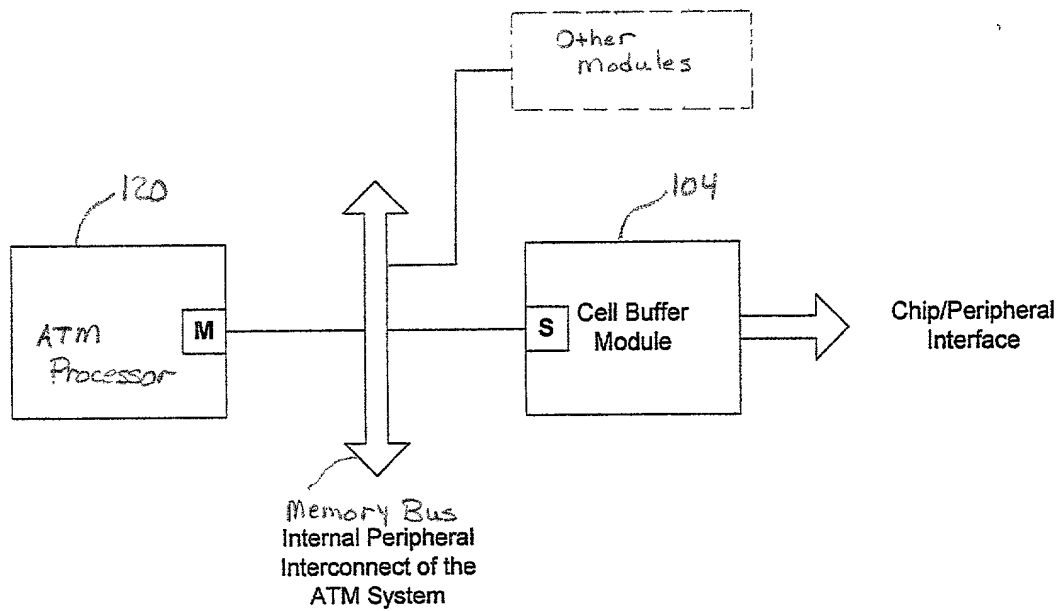 Other
modules
120
104
ATM
Processor
M
S
Cell Buffer
Module
Chip/Peripheral
Interface
Memory Bus
Internal Peripheral
Interconnect of the
ATM System